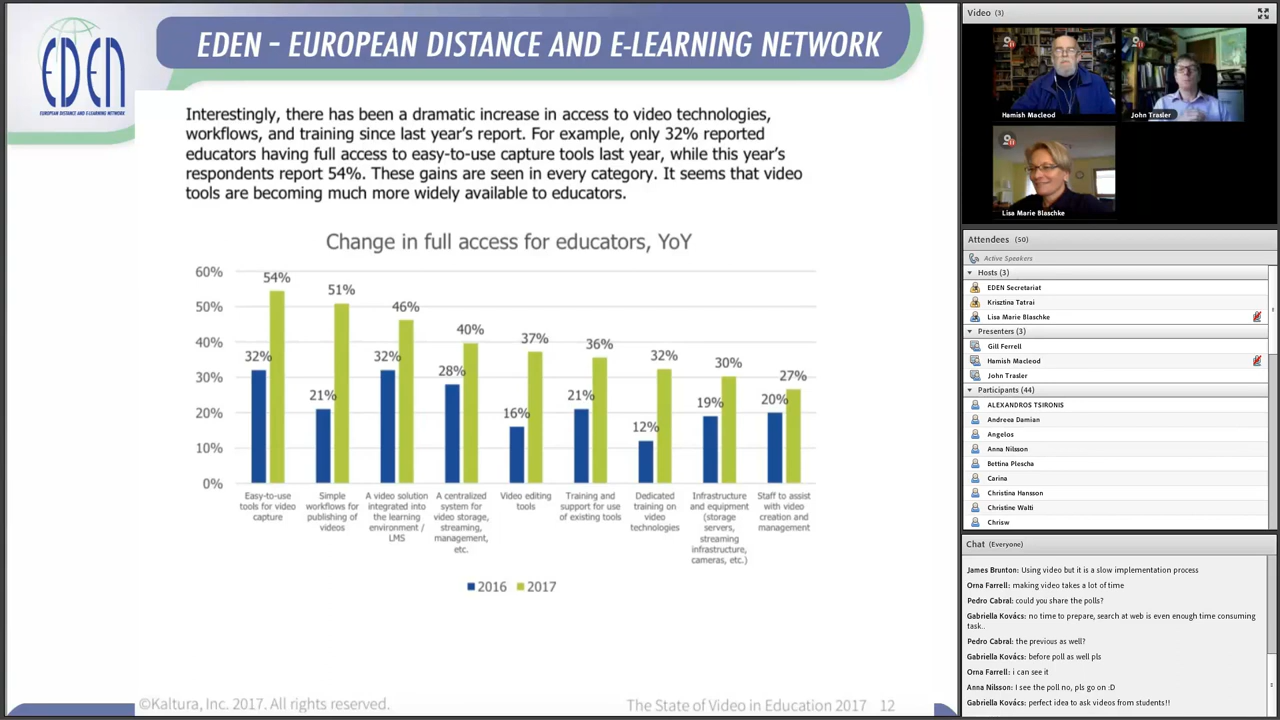 EDEN
EUROPEAN DISTANCE AND E-LEARNING NETWORK
EDEN – EUROPEAN DISTANCE AND E-LEARNING NETWORK
Interestingly, there has been a dramatic increase in access to video technologies,
workflows, and training since last year's report. For example, only 32% reported
educators having full access to easy-to-use capture tools last year, while this year's
respondents report 54%. These gains are seen in every category. It seems that video
tools are becoming much more widely available to educators.
Change in full access for educators, YoY
60%
50%
40%
30%
20%
10%
0%
32%
54%
21%
51%
32%
46%
28%
40%
16%
37%
21%
36%
12%
32%
19%
30%
20%
27%
Easy-to-use
tools for video
capture
Simple
workflows for
publishing of
videos
A video solution
integrated into
the learning
environment /
LMS
A centralized
system for
video storage,
streaming,
management,
etc.
Video editing
tools
Training and
support for use
of existing tools
Dedicated
training on
video
technologies
Infrastructure
and equipment
(storage
servers,
streaming
infrastructure,
cameras, etc.)
Staff to assist
with video
creation and
management
2016 2017
©Kaltura, Inc. 2017. All rights reserved.
The State of Video in Education 2017 12
Video (3)
Hamish Macleod
John Trasler
Lisa Marie Blaschke
Attendees (50)
Active Speakers
Hosts (3)
EDEN Secretariat
Krisztina Tatrai
Lisa Marie Blaschke
Presenters (3)
Gill Ferrell
Hamish Macleod
John Trasler
Participants (44)
ALEXANDROS TSIRONIS
Andreea Damian
Angelos
Anna Nilsson
Bettina Plescha
Carina
Christina Hansson
Christine Walti
Chrisw
Chat (Everyone)
James Brunton: Using video but it is a slow implementation process
Orna Farrell: making video takes a lot of time
Pedro Cabral: could you share the polls?
Gabriella Kovács: no time to prepare, search at web is even enough time consuming
task..
Pedro Cabral: the previous as well?
Gabriella Kovács: before poll as well pls
Orna Farrell: i can see it
Anna Nilsson: I see the poll no, pls go on :D
Gabriella Kovács: perfect idea to ask videos from students!!